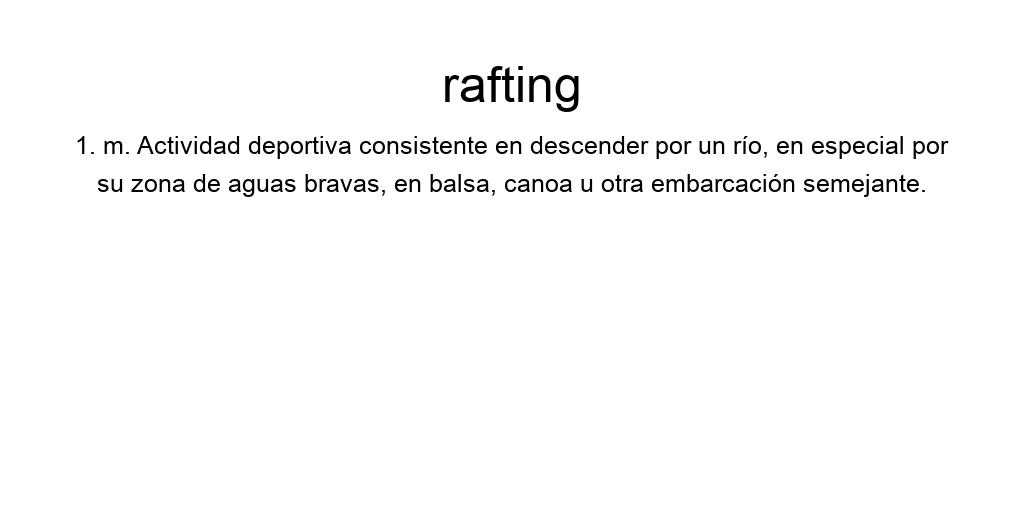 rafting
1. m. Actividad deportiva consistente en descender por un río, en especial por
su zona de aguas bravas, en balsa, canoa u otra embarcación semejante.